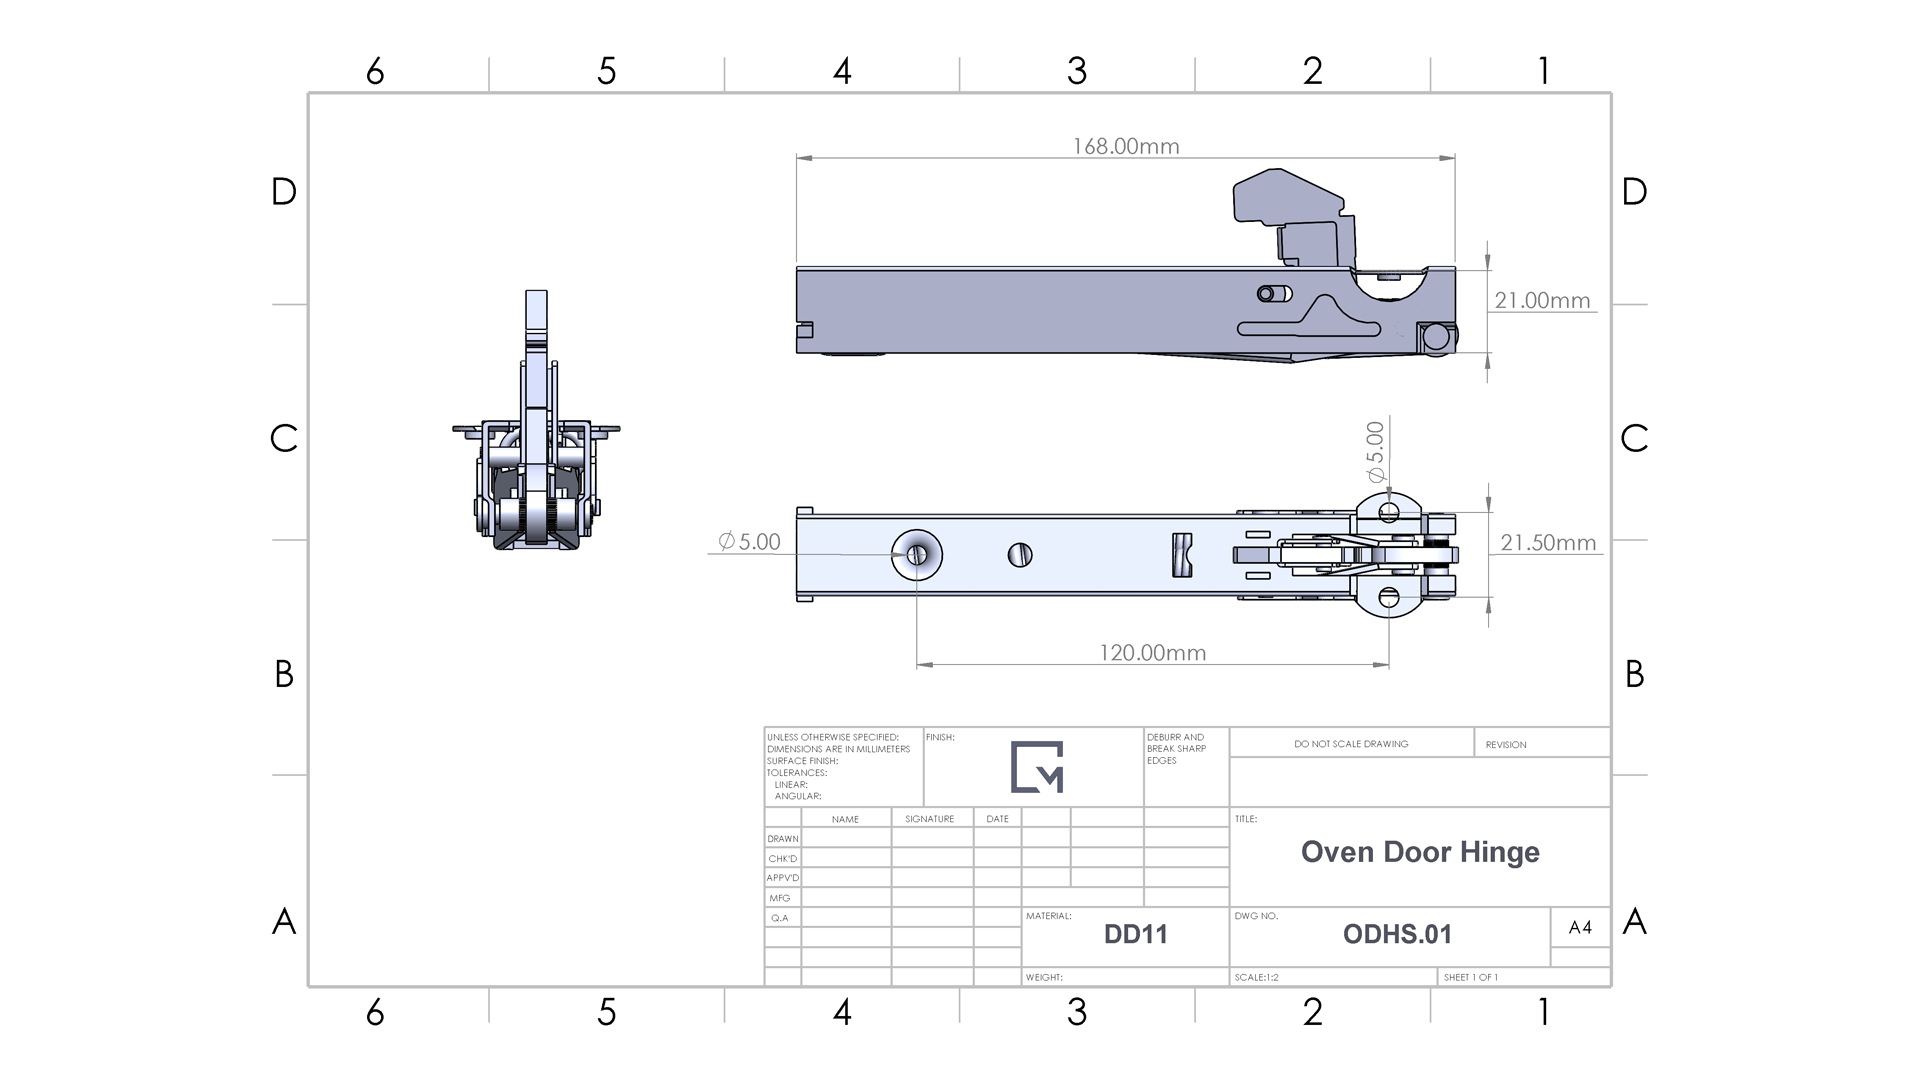 6 5 4 3 2 1
168.00mm
D D
21.00mm
C C
⌀5.00
⌀5.00
21.50mm
120.00mm
B B
UNLESS OTHERWISE SPECIFIED:
DIMENSIONS ARE IN MILLIMETERS
SURFACE FINISH:
TOLERANCES:
LINEAR:
ANGULAR:
FINISH:
DEBURR AND
BREAK SHARP
EDGES
DO NOT SCALE DRAWING
REVISION
NAME SIGNATURE DATE
DRAWN
CHK'D
APPV'D
MFG
Q.A
TITLE:
Oven Door Hinge
MATERIAL:
DD11
DWG NO.
ODHS.01
A4
A A
WEIGHT:
SCALE:1:2
SHEET 1 OF 1
6 5 4 3 2 1